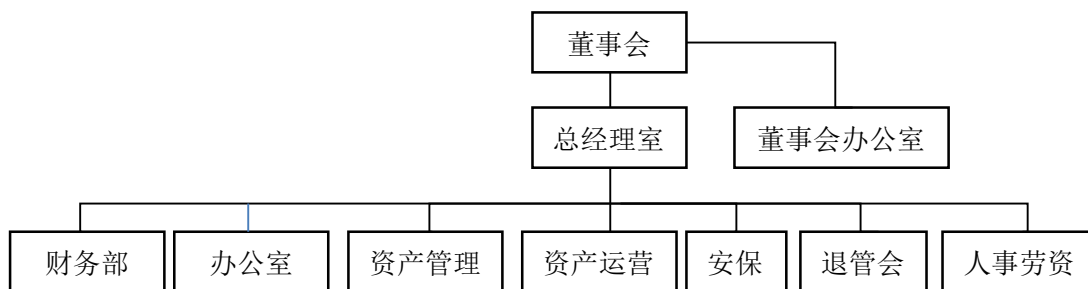 董事会
总经理室
董事会办公室
财务部
办公室
资产管理
资产运营
安保
退管会
人事劳资